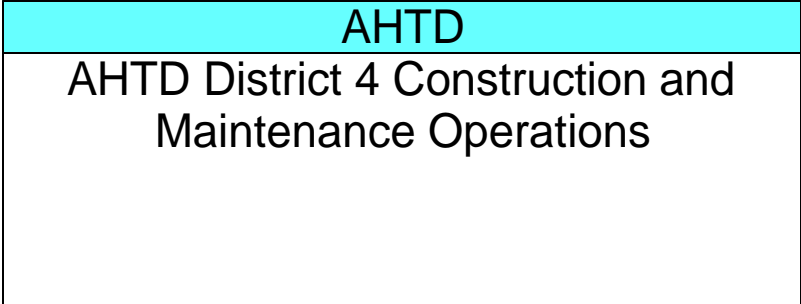 AHTD
AHTD District 4 Construction and
Maintenance Operations